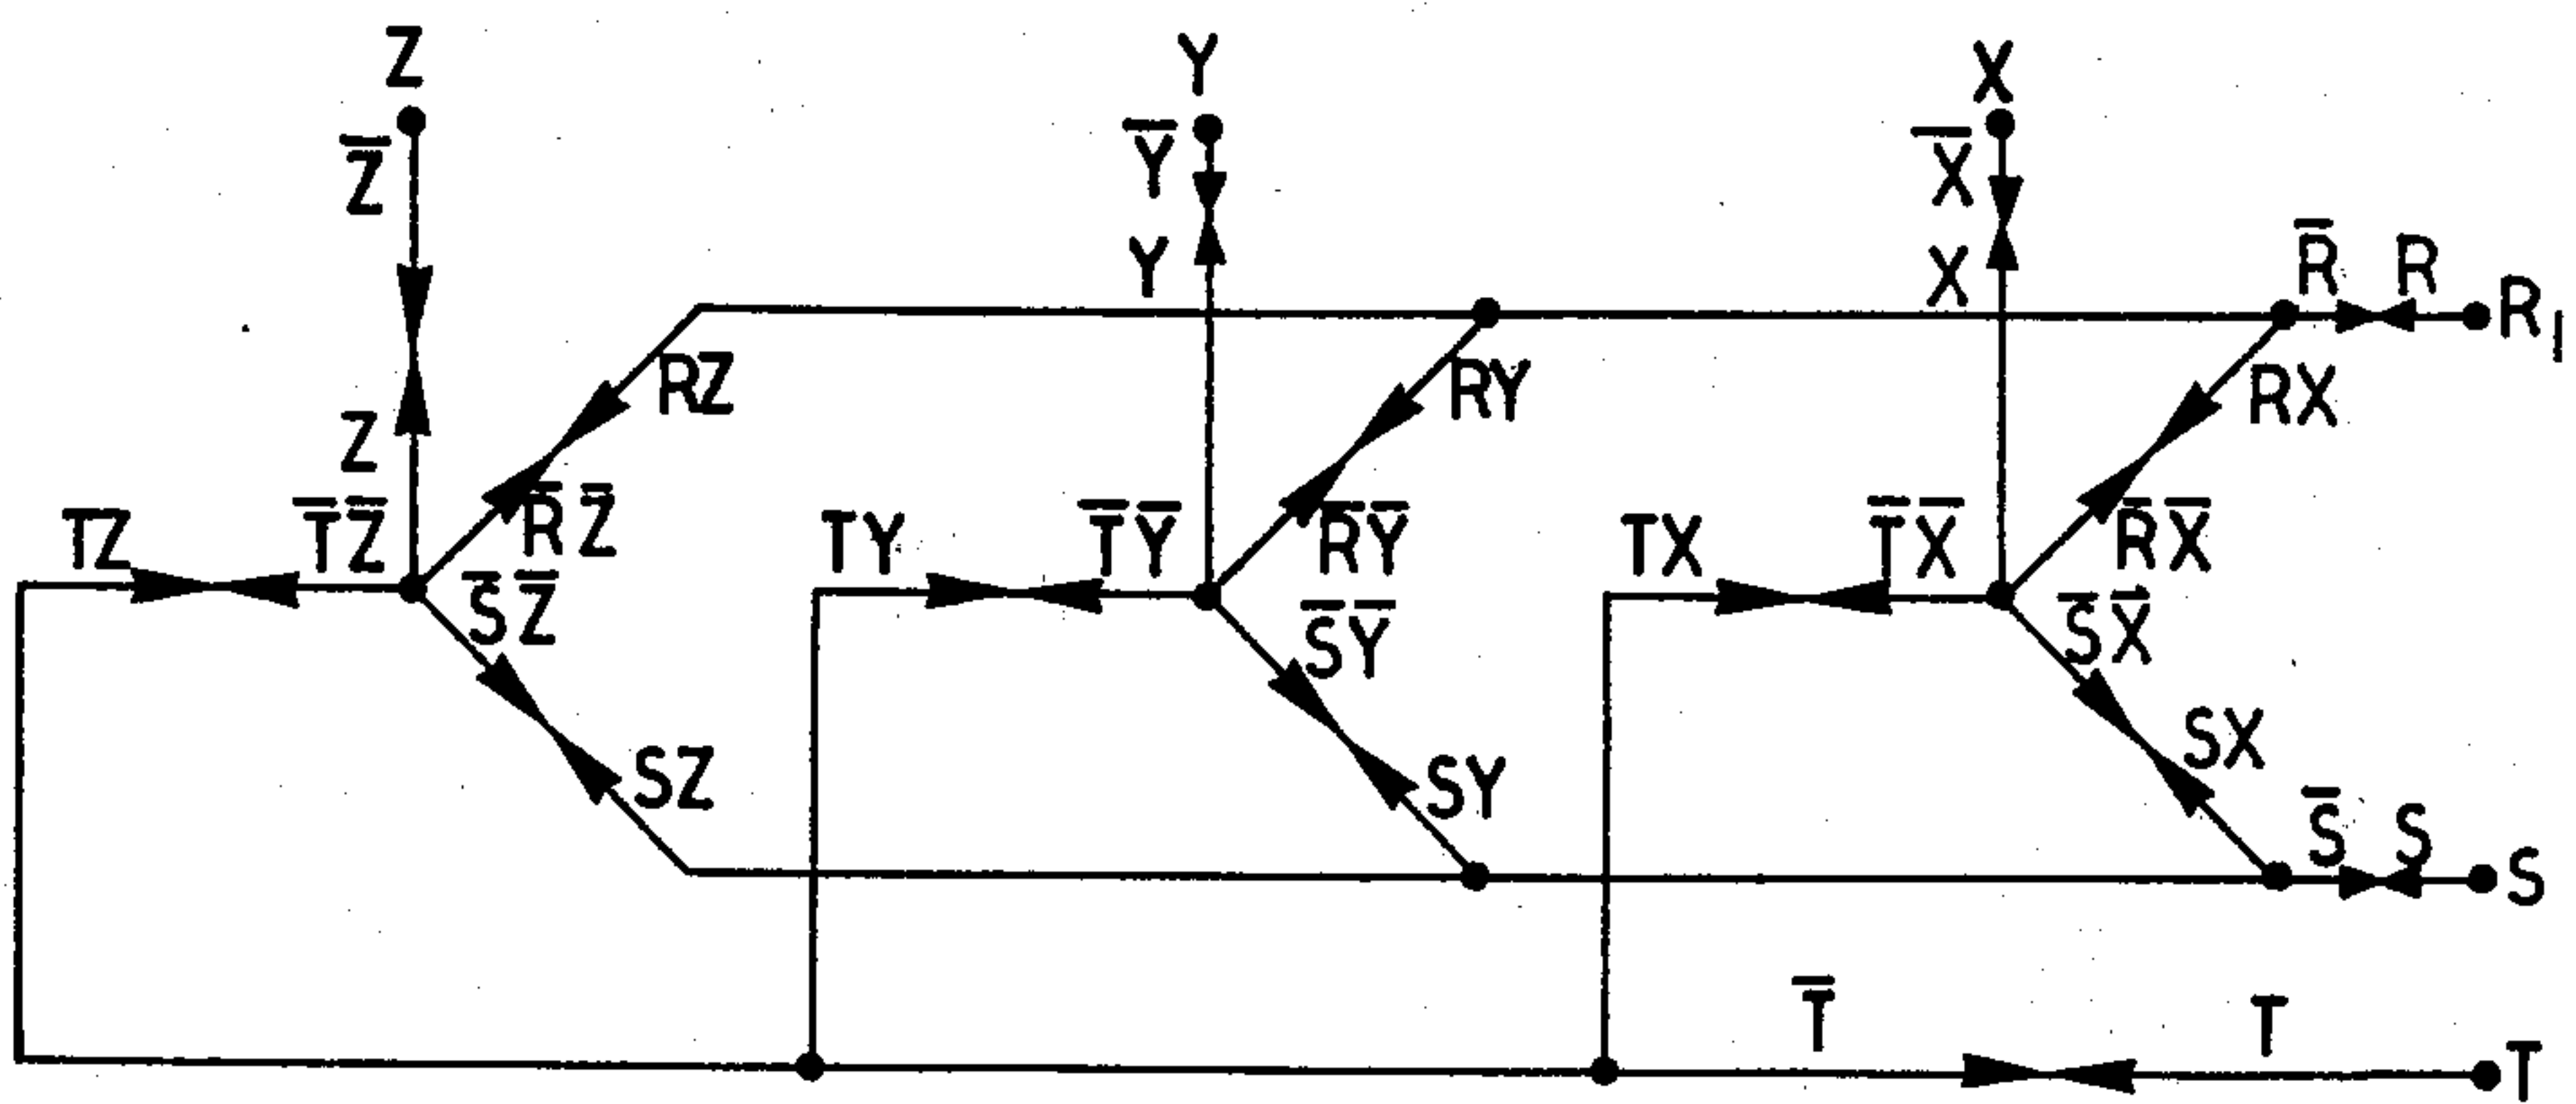 Z Y X
Z̅ Y̅ X̅
Y X R̅ R R₁
RZ RY RX
Z
TZ T̅Z̅ R̅Z̅ TY T̅Y̅ R̅Y̅ TX T̅X̅ R̅X̅
S̅Z̅ S̅Y̅ S̅X̅
SZ SY SX
S̅ S S
T̅ T T